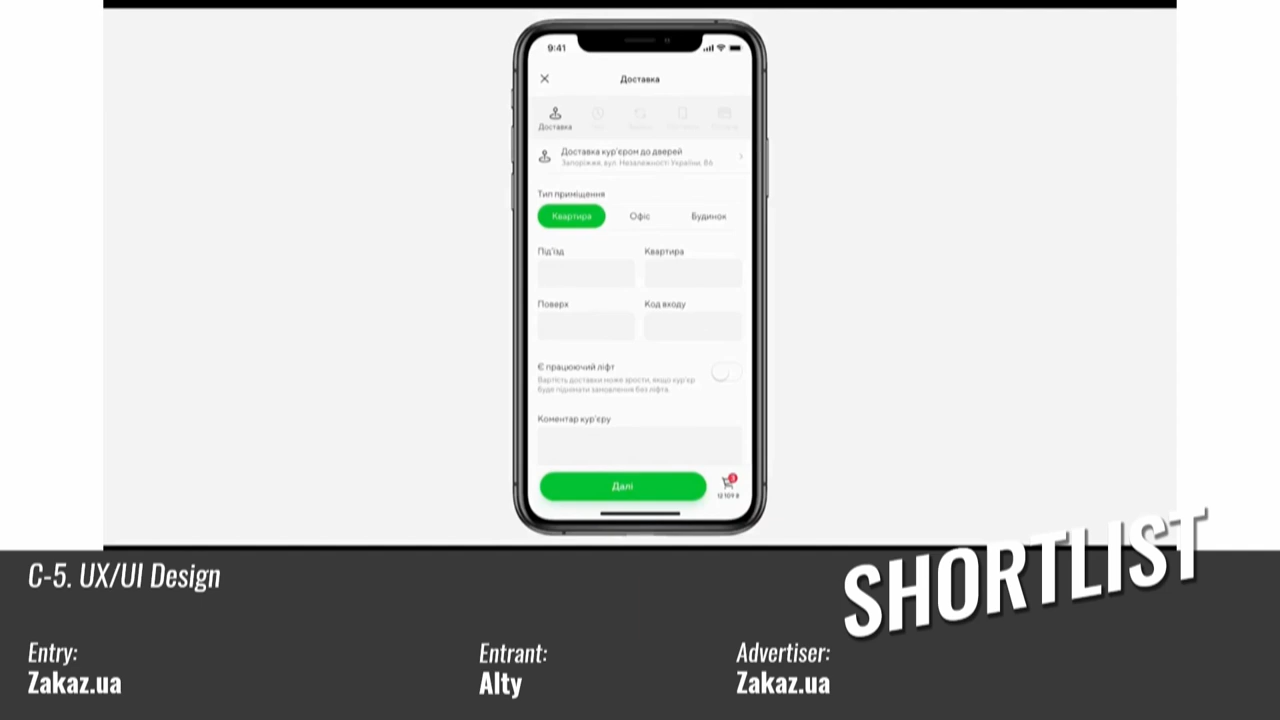 9:41
Доставка
Доставка
Доставка кур'єром до дверей
Запоріжжя, вул. Незалежності України, 86
Тип приміщення
Квартира Офіс Будинок
Під'їзд Квартира
Поверх Код входу
Є працюючий ліфт
Вартість доставки може зрости, якщо кур'єр
буде піднімати замовлення без ліфта.
Коментар кур'єру
Далі
3
SHORTLIST
C-5. UX/UI Design
Entry:
Zakaz.ua
Entrant:
Alty
Advertiser:
Zakaz.ua